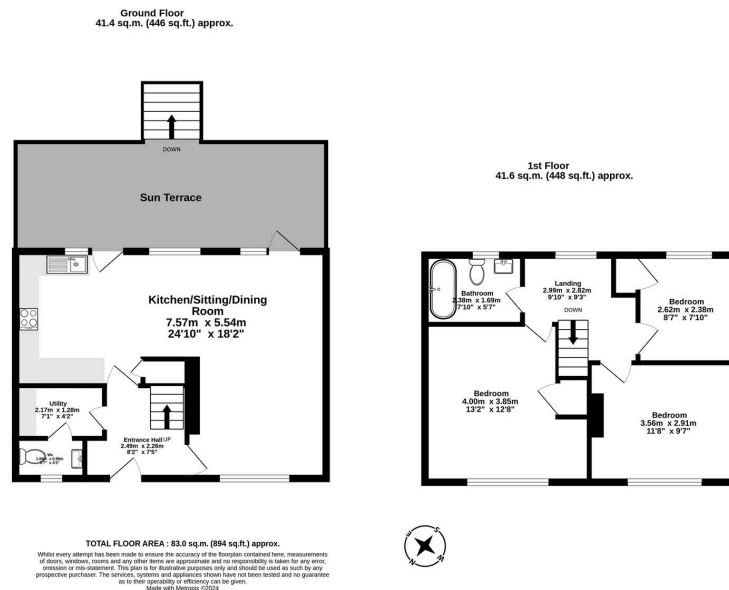 Ground Floor
41.4 sq.m. (446 sq.ft.) approx.
DOWN
Sun Terrace
Kitchen/Sitting/Dining
Room
7.57m x 5.54m
24'10" x 18'2"
Utility
2.17m x 1.28m
7'1" x 4'2"
Entrance Hall
UP
2.49m x 2.26m
8'2" x 7'5"
1st Floor
41.6 sq.m. (448 sq.ft.) approx.
Bathroom
2.38m x 1.69m
7'10" x 5'7"
Landing
2.99m x 2.82m
9'10" x 9'3"
DOWN
Bedroom
2.62m x 2.38m
8'7" x 7'10"
Bedroom
4.00m x 3.85m
13'2" x 12'8"
Bedroom
3.56m x 2.91m
11'8" x 9'7"
TOTAL FLOOR AREA : 83.0 sq.m. (894 sq.ft.) approx.
Whilst every attempt has been made to ensure the accuracy of the floorplan contained here, measurements
of doors, windows, rooms and any other items are approximate and no responsibility is taken for any error,
omission or mis-statement. This plan is for illustrative purposes only and should be used as such by any
prospective purchaser. The services, systems and appliances shown have not been tested and no guarantee
as to their operability or efficiency can be given.
Made with Metropix ©2024
E
S
N
W